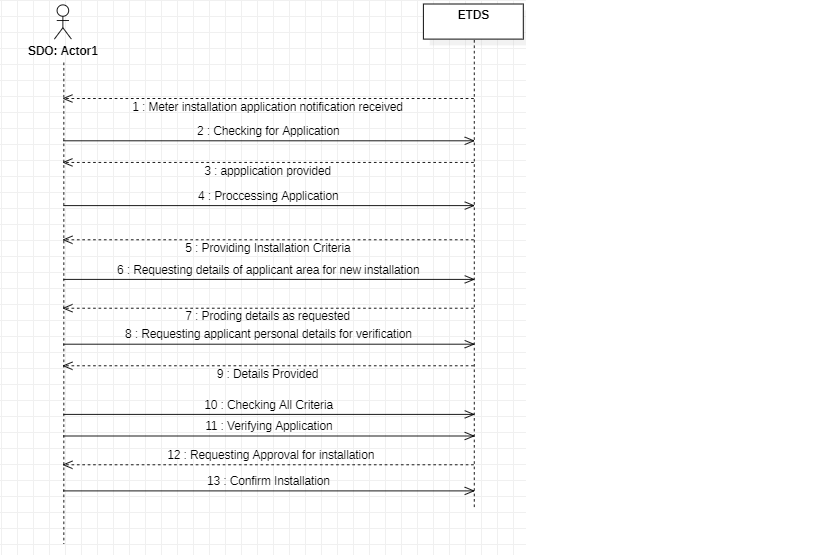 ETDS
SDO: Actor1
1 : Meter installation application notification received
2 : Checking for Application
3 : appplication provided
4 : Proccessing Application
5 : Providing Installation Criteria
6 : Requesting details of applicant area for new installation
7 : Proding details as requested
8 : Requesting applicant personal details for verification
9 : Details Provided
10 : Checking All Criteria
11 : Verifying Application
12 : Requesting Approval for installation
13 : Confirm Installation